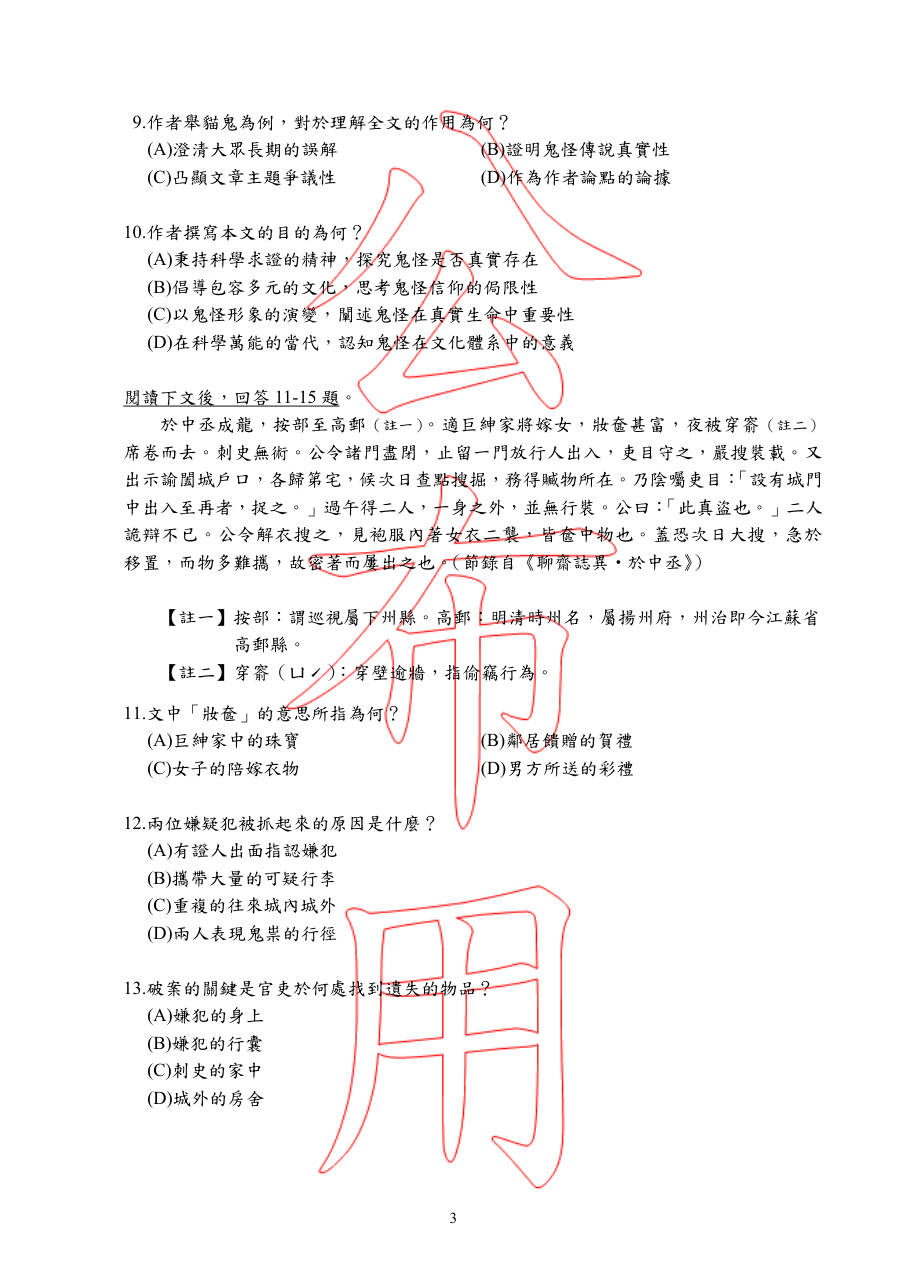 9.作者舉貓鬼為例，對於理解全文的作用為何？
(A)澄清大眾長期的誤解 (B)證明鬼怪傳說真實性
(C)凸顯文章主題爭議性 (D)作為作者論點的論據
10.作者撰寫本文的目的為何？
(A)秉持科學求證的精神，探究鬼怪是否真實存在
(B)倡導包容多元的文化，思考鬼怪信仰的侷限性
(C)以鬼怪形象的演變，闡述鬼怪在真實生命中重要性
(D)在科學萬能的當代，認知鬼怪在文化體系中的意義
閱讀下文後，回答 11-15 題。
於中丞成龍，按部至高郵（註一）。適巨紳家將嫁女，妝奩甚富，夜被穿窬（註二）
席卷而去。刺史無術。公令諸門盡閉，止留一門放行人出入，吏目守之，嚴搜裝載。又
出示諭闔城戶口，各歸第宅，候次日查點搜掘，務得贓物所在。乃陰囑吏目：「設有城門
中出入至再者，捉之。」過午得二人，一身之外，並無行裝。公曰：「此真盜也。」二人
詭辯不已。公令解衣搜之，見袍服內著女衣二襲，皆奩中物也。蓋恐次日大搜，急於
移置，而物多難攜，故密著而屢出之也。（節錄自《聊齋誌異・於中丞》）
【註一】按部：謂巡視屬下州縣。高郵：明清時州名，屬揚州府，州治即今江蘇省
高郵縣。
【註二】穿窬（ㄩˊ）：穿壁逾牆，指偷竊行為。
11.文中「妝奩」的意思所指為何？
(A)巨紳家中的珠寶 (B)鄰居饋贈的賀禮
(C)女子的陪嫁衣物 (D)男方所送的彩禮
12.兩位嫌疑犯被抓起來的原因是什麼？
(A)有證人出面指認嫌犯
(B)攜帶大量的可疑行李
(C)重複的往來城內城外
(D)兩人表現鬼祟的行徑
13.破案的關鍵是官吏於何處找到遺失的物品？
(A)嫌犯的身上
(B)嫌犯的行囊
(C)刺史的家中
(D)城外的房舍
公布用
3